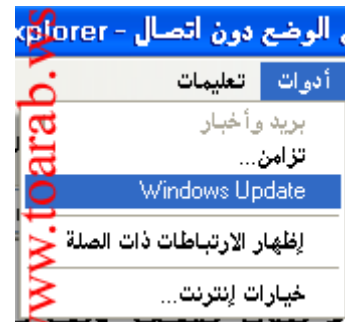 الوضع دون اتصال - xplorer
أدوات تعليمات
بريد وأخبار
تزامن...
Windows Update
إظهار الارتباطات ذات الصلة
خيارات إنترنت...
www.toarab.ws